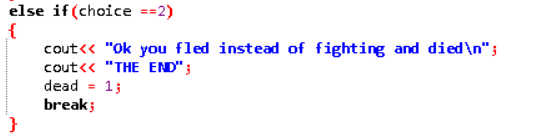 else if(choice ==2)
{
cout<< "Ok you fled instead of fighting and died\n";
cout<< "THE END";
dead = 1;
break;
}